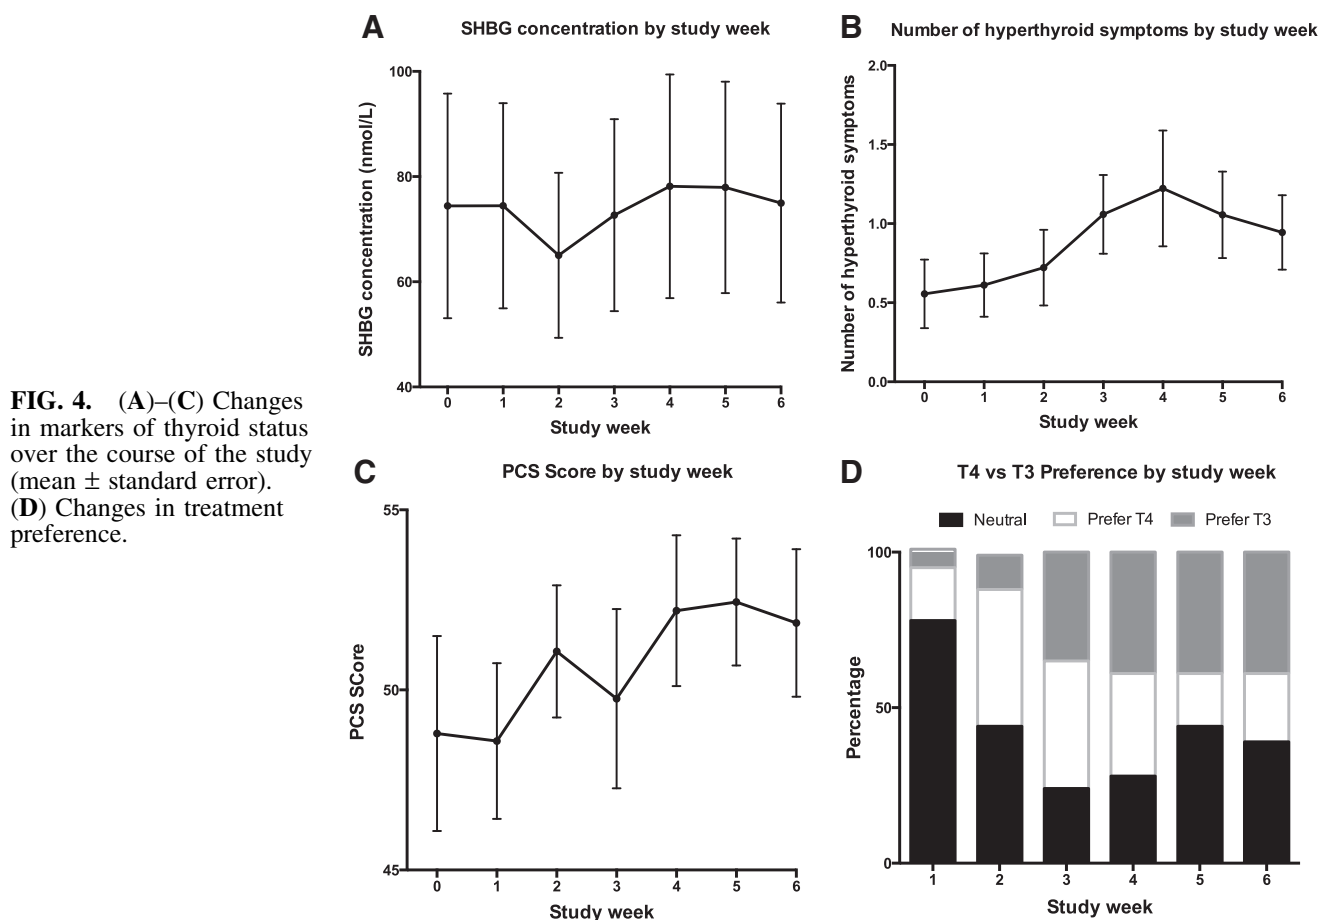 FIG. 4. (A)–(C) Changes
in markers of thyroid status
over the course of the study
(mean ± standard error).
(D) Changes in treatment
preference.
A
SHBG concentration by study week
SHBG concentration (nmol/L)
100
80
60
40
0 1 2 3 4 5 6
Study week
B
Number of hyperthyroid symptoms by study week
Number of hyperthyroid symptoms
2.0
1.5
1.0
0.5
0.0
0 1 2 3 4 5 6
Study week
C
PCS Score by study week
PCS SCore
55
50
45
0 1 2 3 4 5 6
Study week
D
T4 vs T3 Preference by study week
Neutral Prefer T4 Prefer T3
Percentage
100
50
0
1 2 3 4 5 6
Study week